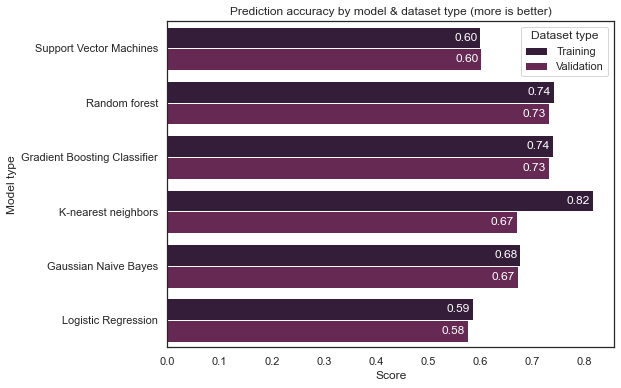 Prediction accuracy by model & dataset type (more is better)
Dataset type
Training
Validation
Model type
Support Vector Machines
0.60
0.60
Random forest
0.74
0.73
Gradient Boosting Classifier
0.74
0.73
K-nearest neighbors
0.82
0.67
Gaussian Naive Bayes
0.68
0.67
Logistic Regression
0.59
0.58
0.0 0.1 0.2 0.3 0.4 0.5 0.6 0.7 0.8
Score